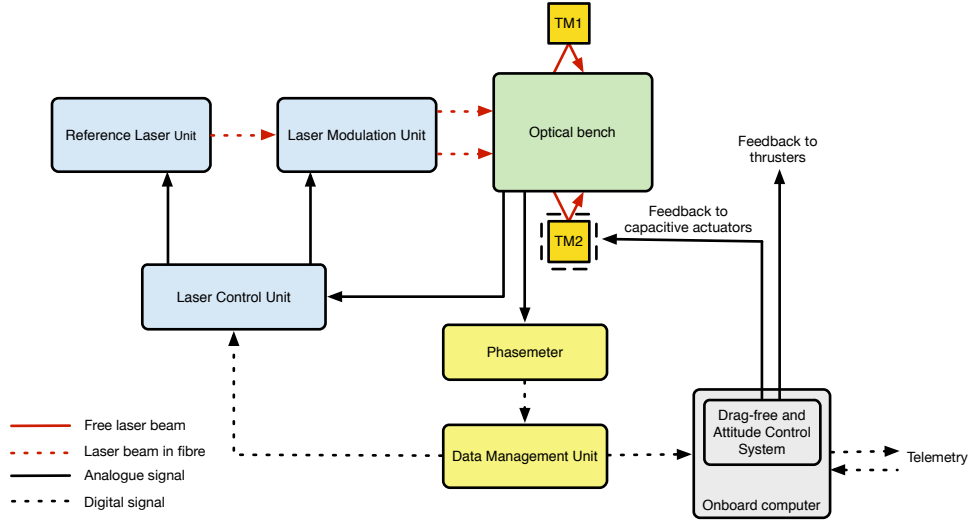 TM1
Reference Laser Unit
Laser Modulation Unit
Optical bench
Feedback to
thrusters
TM2
Feedback to
capacitive actuators
Laser Control Unit
Phasemeter
Data Management Unit
Drag-free and
Attitude Control
System
Onboard computer
Telemetry
Free laser beam
Laser beam in fibre
Analogue signal
Digital signal